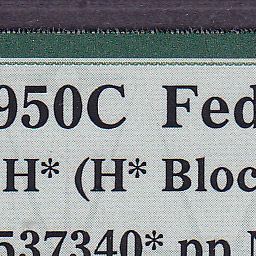 950C Fed
H* (H* Bloc
537340* pp N